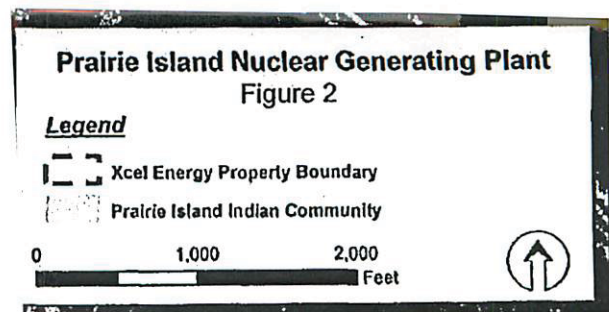 Prairie Island Nuclear Generating Plant
Figure 2
Legend
Xcel Energy Property Boundary
Prairie Island Indian Community
0 1,000 2,000
Feet